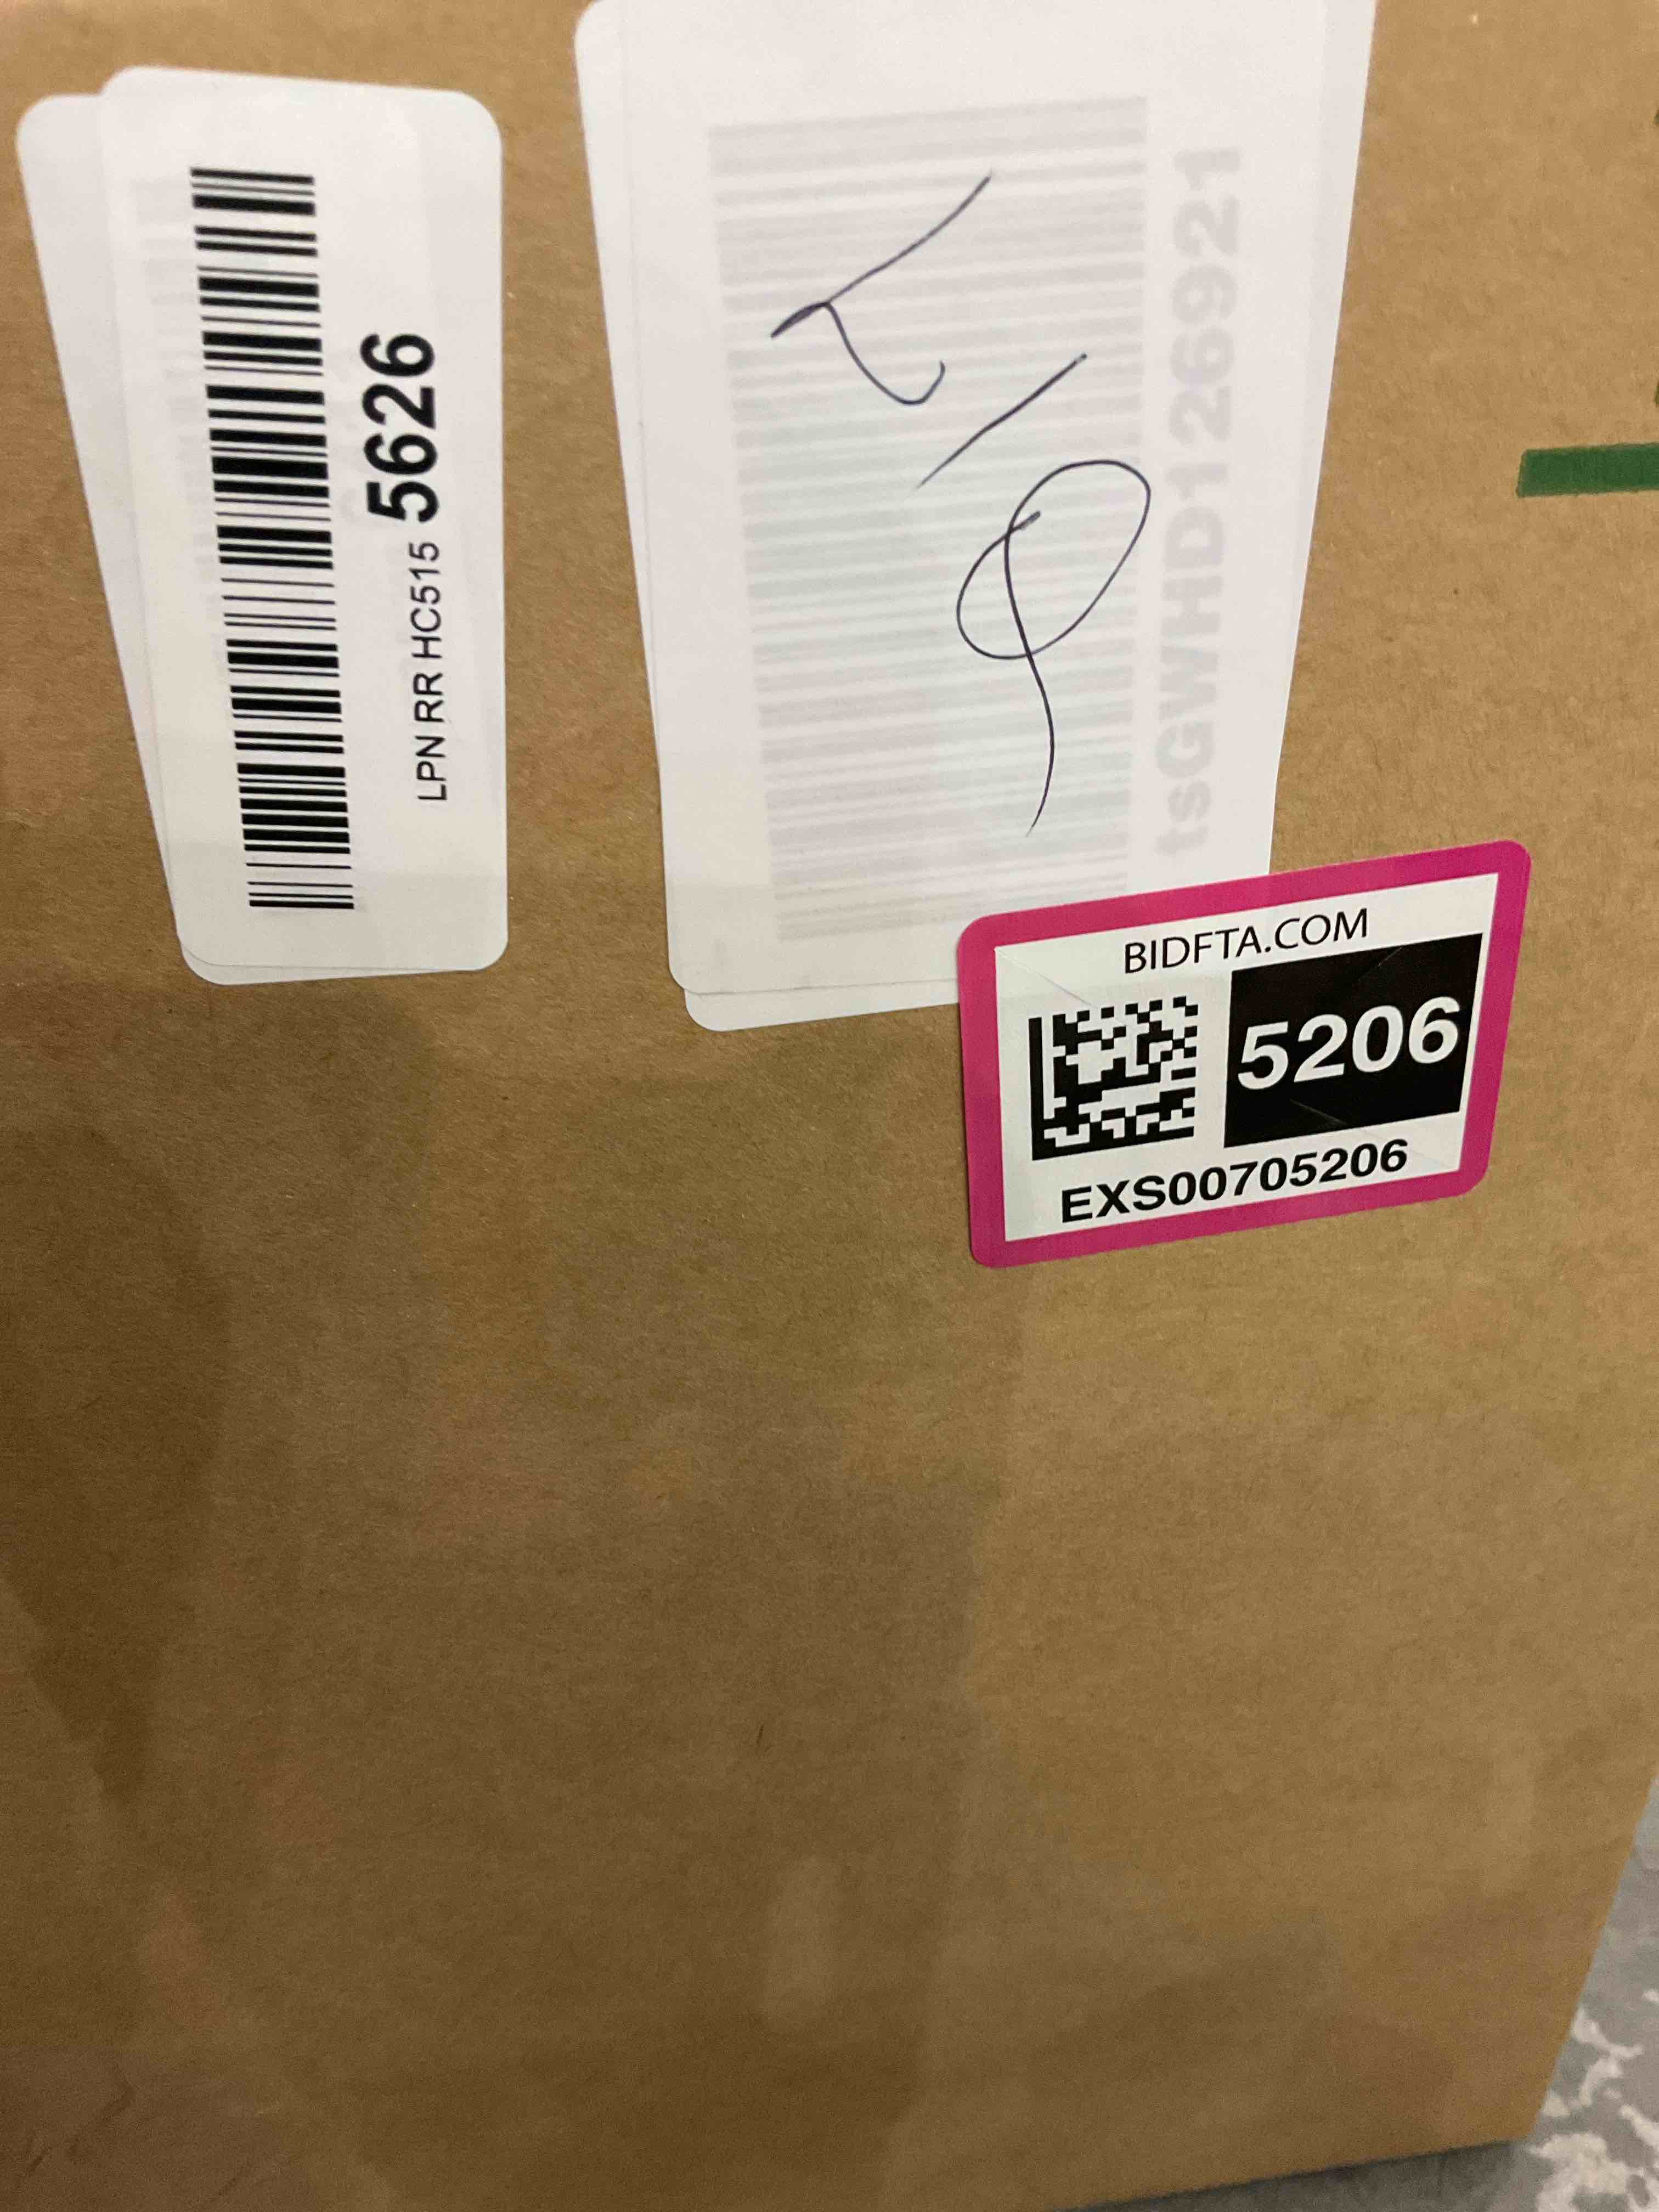 LPN RR HC515 5626
tsGWHD126921
BIDFTA.COM
5206
EXS00705206